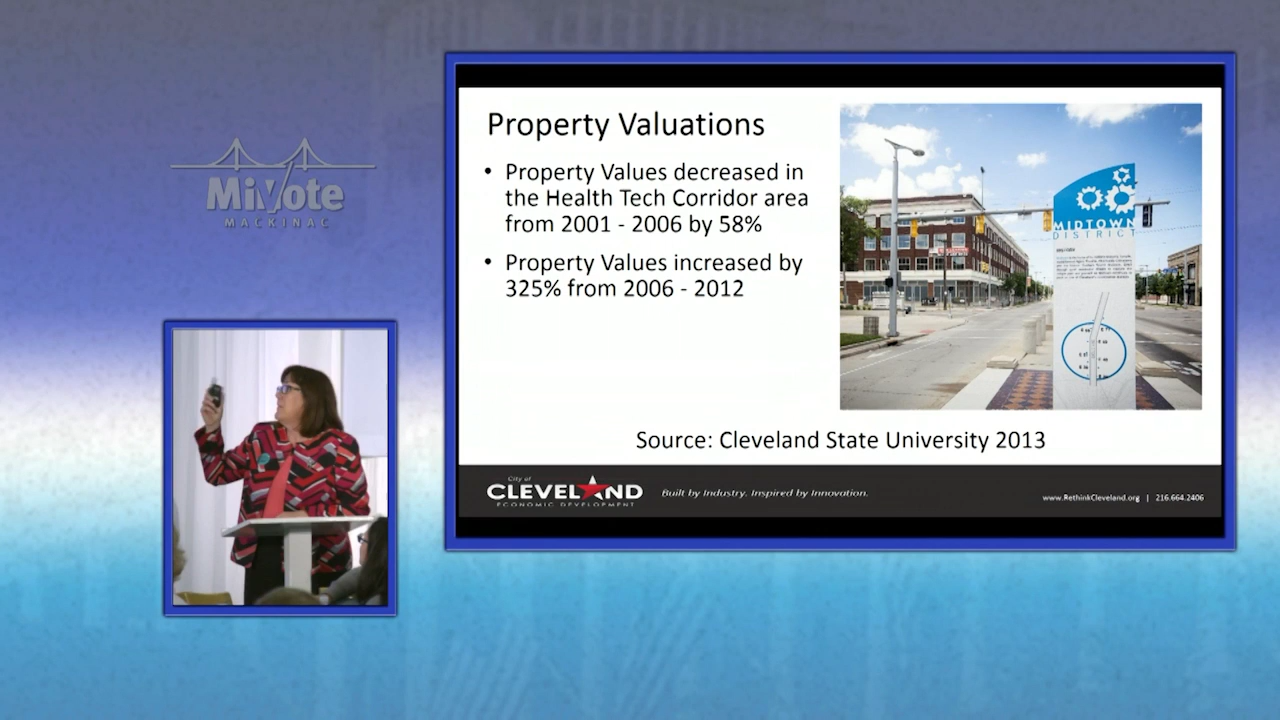 MiVote
MACKINAC
Property Valuations
• Property Values decreased in
the Health Tech Corridor area
from 2001 - 2006 by 58%
• Property Values increased by
325% from 2006 - 2012
MIDTOWN
DISTRICT
Source: Cleveland State University 2013
City of
CLEVELAND
ECONOMIC DEVELOPMENT
Built by Industry. Inspired by Innovation.
www.RethinkCleveland.org | 216.664.2406